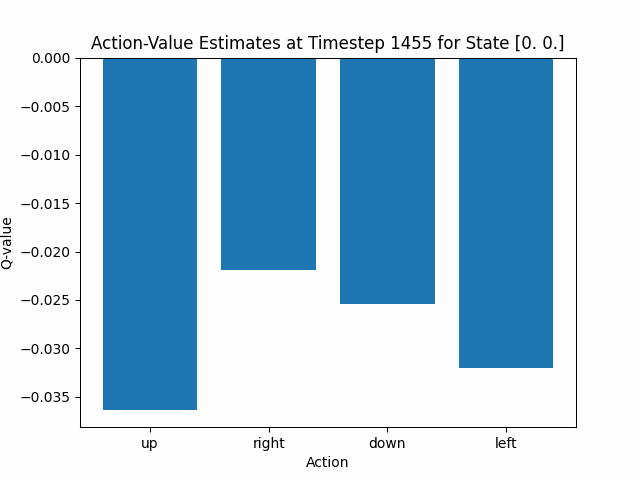 Action-Value Estimates at Timestep 1455 for State [0. 0.]
0.000
−0.005
−0.010
−0.015
−0.020
−0.025
−0.030
−0.035
Q-value
up right down left
Action